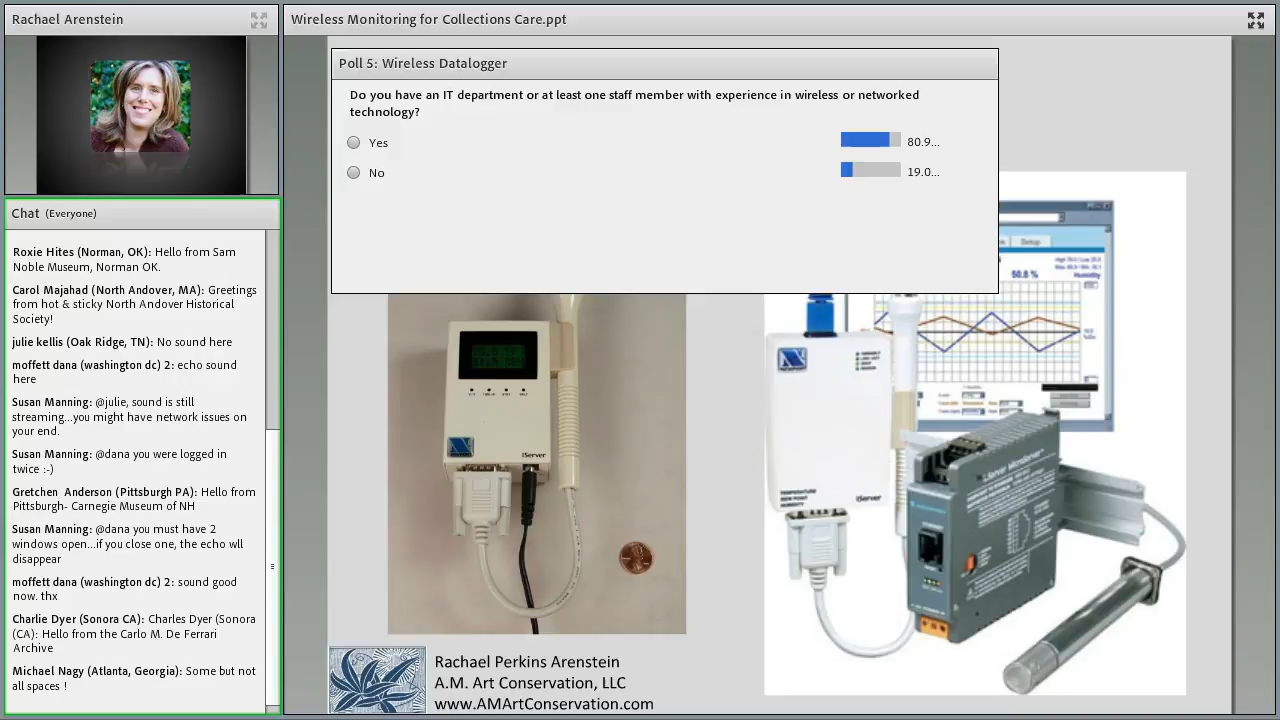 Rachael Arenstein
Wireless Monitoring for Collections Care.ppt
Poll 5: Wireless Datalogger
Do you have an IT department or at least one staff member with experience in wireless or networked
technology?
Yes
80.9...
No
19.0...
Chat (Everyone)
Roxie Hites (Norman, OK): Hello from Sam
Noble Museum, Norman OK.
Carol Majahad (North Andover, MA): Greetings
from hot & sticky North Andover Historical
Society!
julie kellis (Oak Ridge, TN): No sound here
moffett dana (washington dc) 2: echo sound
here
Susan Manning: @julie, sound is still
streaming...you might have network issues on
your end.
Susan Manning: @dana you were logged in
twice :-)
Gretchen Anderson (Pittsburgh PA): Hello from
Pittsburgh- Carnegie Museum of NH
Susan Manning: @dana you must have 2
windows open...if you close one, the echo wll
disappear
moffett dana (washington dc) 2: sound good
now. thx
Charlie Dyer (Sonora CA): Charles Dyer (Sonora
(CA): Hello from the Carlo M. De Ferrari
Archive
Michael Nagy (Atlanta, Georgia): Some but not
all spaces !
iServer
Setup
50.8 %
Humidity
TEMPERATURE
DEW POINT
HUMIDITY
iServer
iServer MicroServer
Rachael Perkins Arenstein
A.M. Art Conservation, LLC
www.AMArtConservation.com